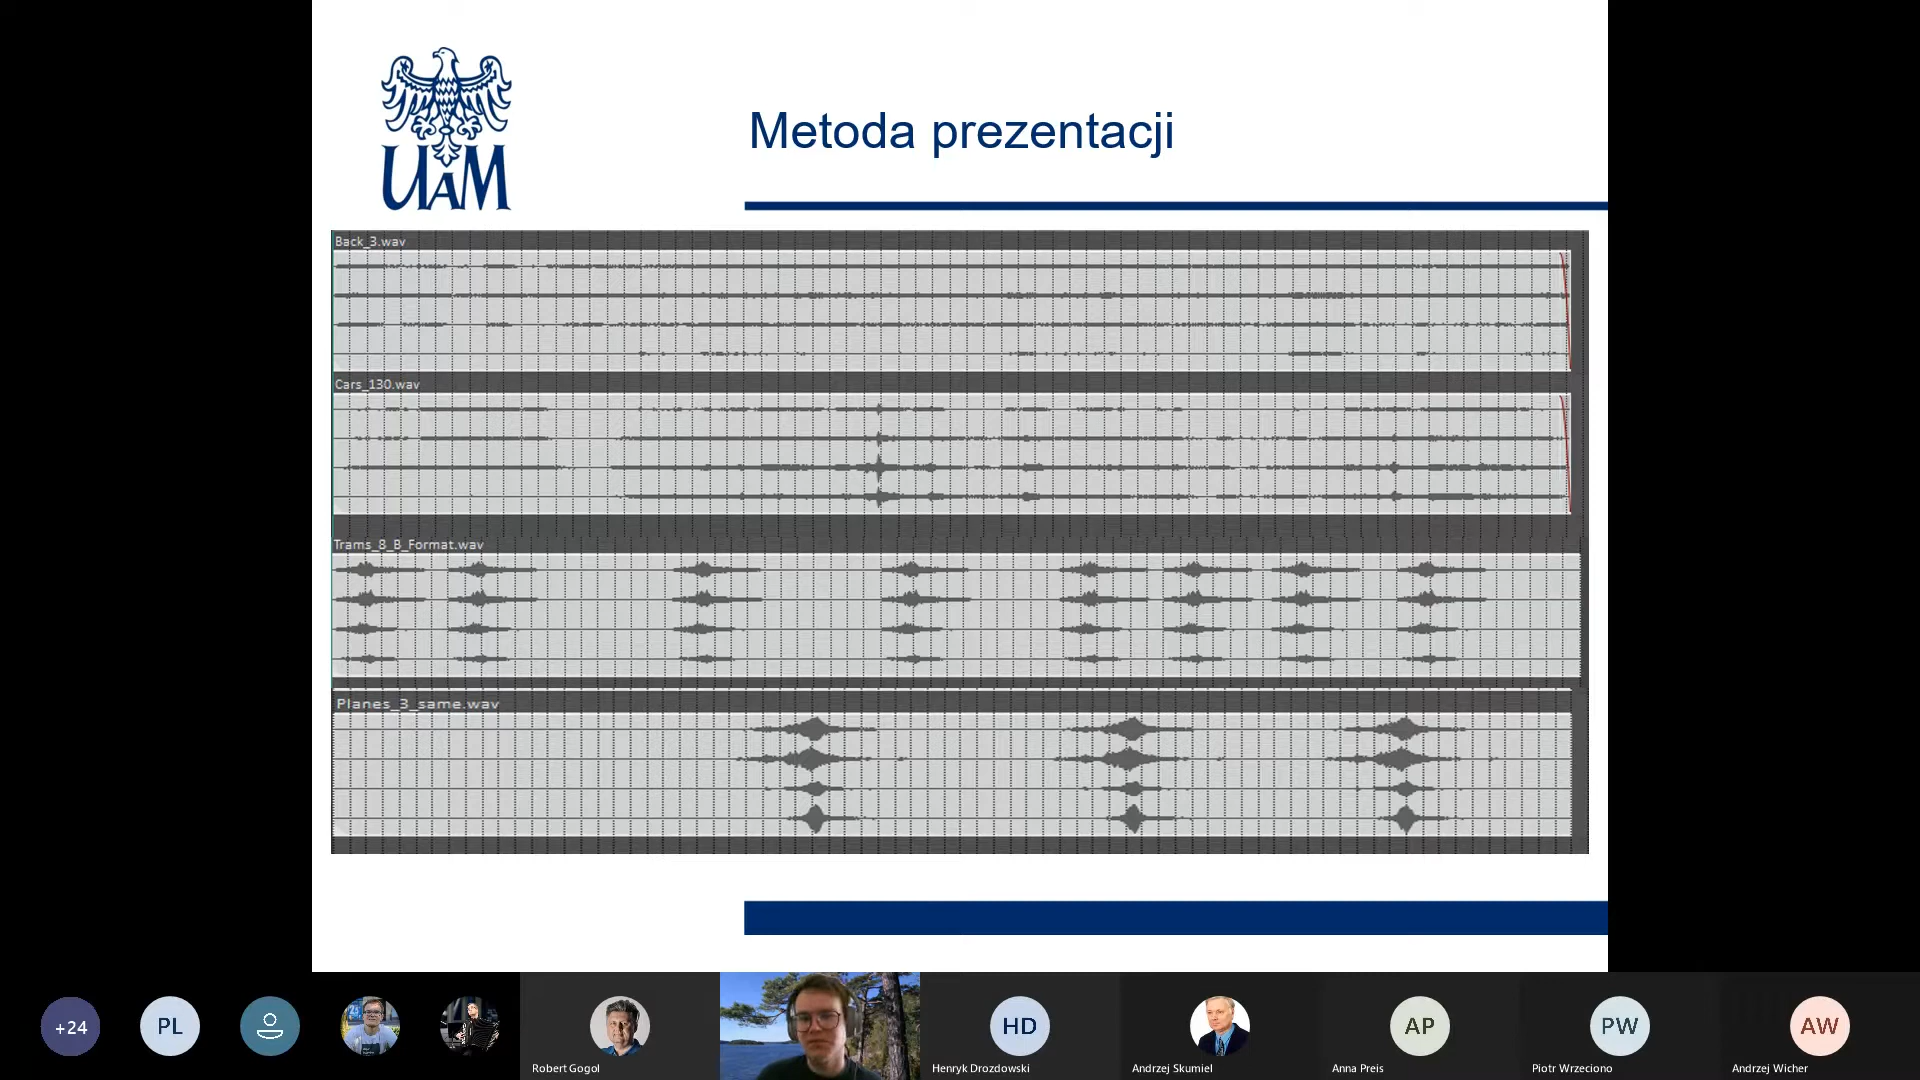 UAM
Metoda prezentacji
Back_3.wav
Cars_130.wav
Trams_8_B_Format.wav
Planes_3_same.wav
+24
PL
HD
AP
PW
AW
Robert Gogol
Henryk Drozdowski
Andrzej Skumiel
Anna Preis
Piotr Wrzeciono
Andrzej Wicher